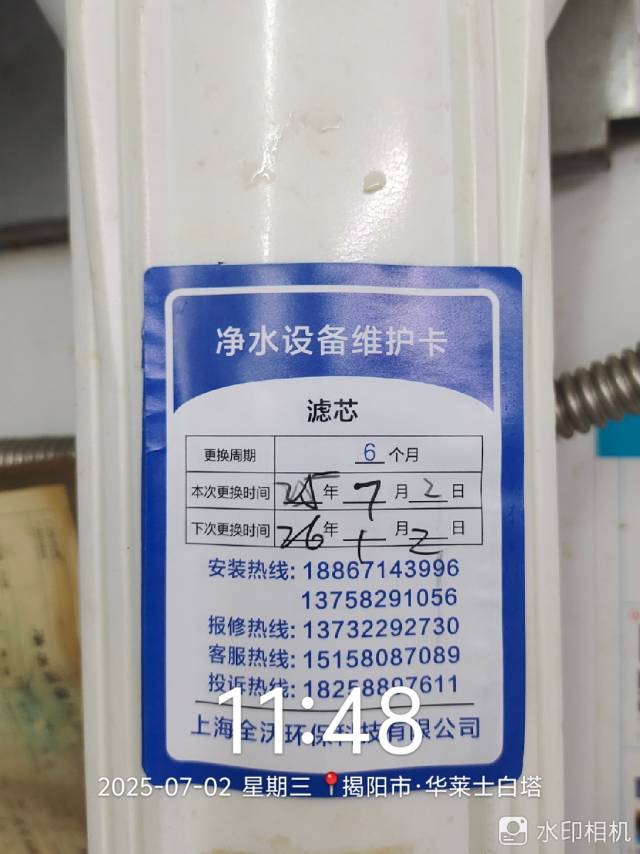 净水设备维护卡
滤芯
更换周期 6 个月
本次更换时间 25 年 7 月 2 日
下次更换时间 26 年 1 月 2 日
安装热线: 18867143996
13758291056
报修热线: 13732292730
客服热线: 15158087089
投诉热线: 18258897611
上海全沃环保科技有限公司
11:48
2025-07-02 星期三 揭阳市·华莱士白塔
水印相机